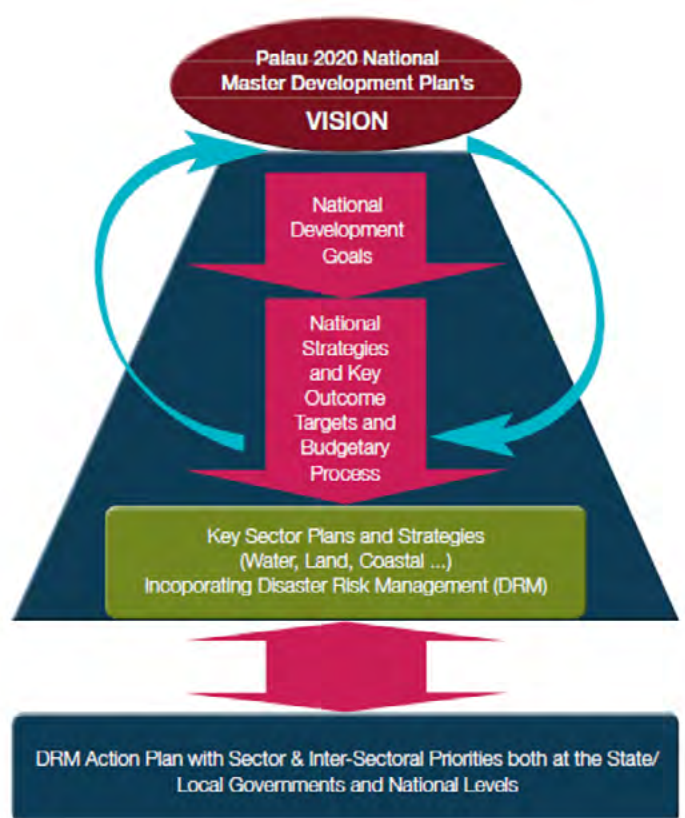 Palau 2020 National
Master Development Plan's
VISION
National
Development
Goals
National
Strategies
and Key
Outcome
Targets and
Budgetary
Process
Key Sector Plans and Strategies
(Water, Land, Coastal ...)
Incoporating Disaster Risk Management (DRM)
DRM Action Plan with Sector & Inter-Sectoral Priorities both at the State/
Local Governments and National Levels